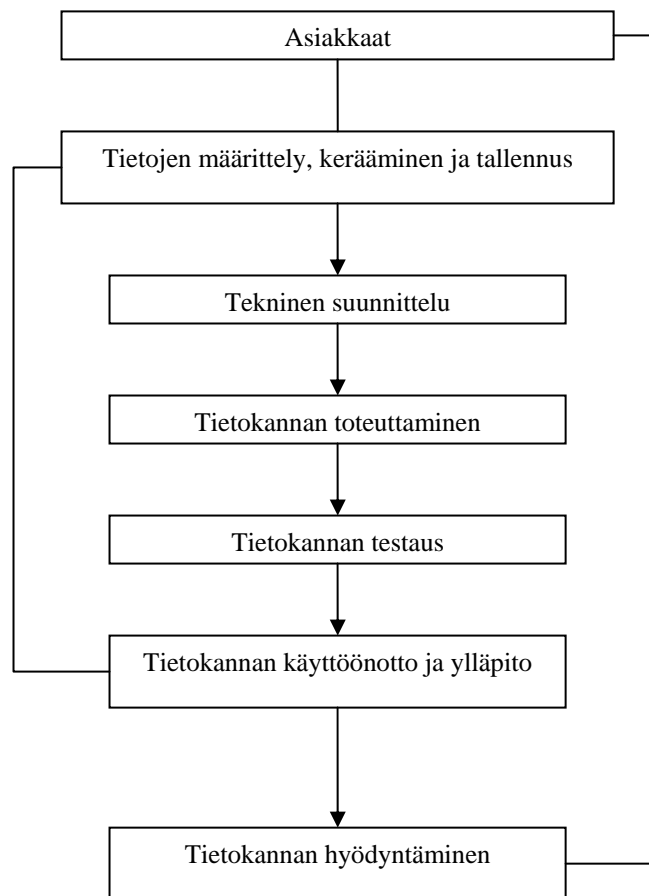 Asiakkaat
Tietojen määrittely, kerääminen ja tallennus
Tekninen suunnittelu
Tietokannan toteuttaminen
Tietokannan testaus
Tietokannan käyttöönotto ja ylläpito
Tietokannan hyödyntäminen